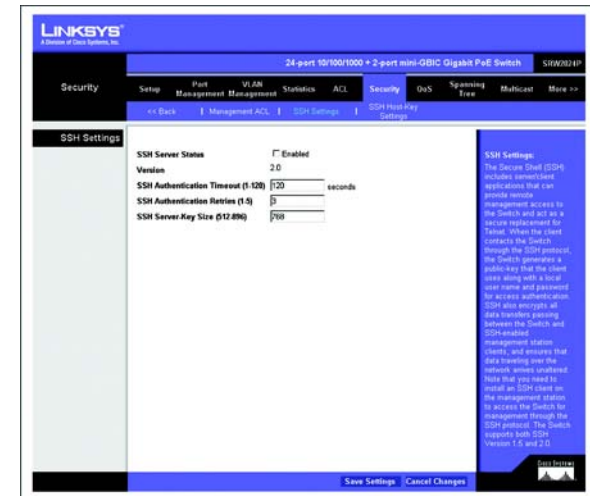 LINKSYS®
A Division of Cisco Systems, Inc.
24-port 10/100/1000 + 2-port mini-GBIC Gigabit PoE Switch SRW2024P
Security
Setup Port Management VLAN Management Statistics ACL Security QoS Spanning Tree Multicast More >>
<< Back | Management ACL | SSH Settings | SSH Host-Key Settings
SSH Settings
SSH Server Status Enabled
Version 2.0
SSH Authentication Timeout (1-120) 120 seconds
SSH Authentication Retries (1-5) 3
SSH Server-Key Size (512-896) 768
SSH Settings:
The Secure Shell (SSH)
includes server/client
applications that can
provide remote
management access to
the Switch and act as a
secure replacement for
Telnet. When the client
contacts the Switch
through the SSH protocol,
the Switch generates a
public-key that the client
uses along with a local
user name and password
for access authentication.
SSH also encrypts all
data transfers passing
between the Switch and
SSH-enabled
management station
clients, and ensures that
data traveling over the
network arrives unaltered.
Note that you need to
install an SSH client on
the management station
to access the Switch for
management through the
SSH protocol. The Switch
supports both SSH
Version 1.5 and 2.0.
Save Settings Cancel Changes
CISCO SYSTEMS